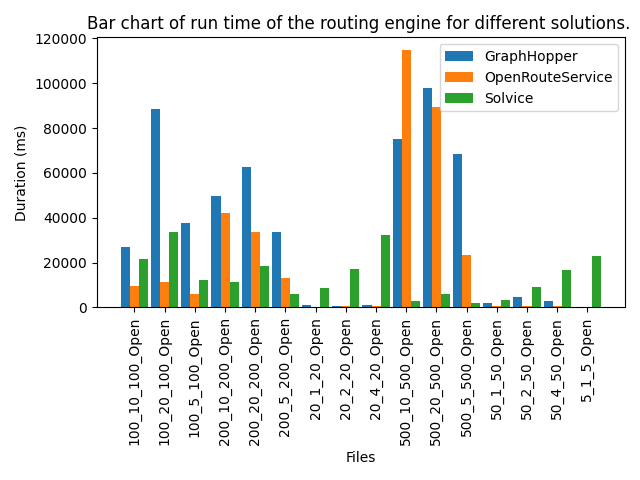 Bar chart of run time of the routing engine for different solutions.
120000
100000
80000
60000
40000
20000
0
Duration (ms)
GraphHopper
OpenRouteService
Solvice
100_10_100_Open
100_20_100_Open
100_5_100_Open
200_10_200_Open
200_20_200_Open
200_5_200_Open
20_1_20_Open
20_2_20_Open
20_4_20_Open
500_10_500_Open
500_20_500_Open
500_5_500_Open
50_1_50_Open
50_2_50_Open
50_4_50_Open
5_1_5_Open
Files